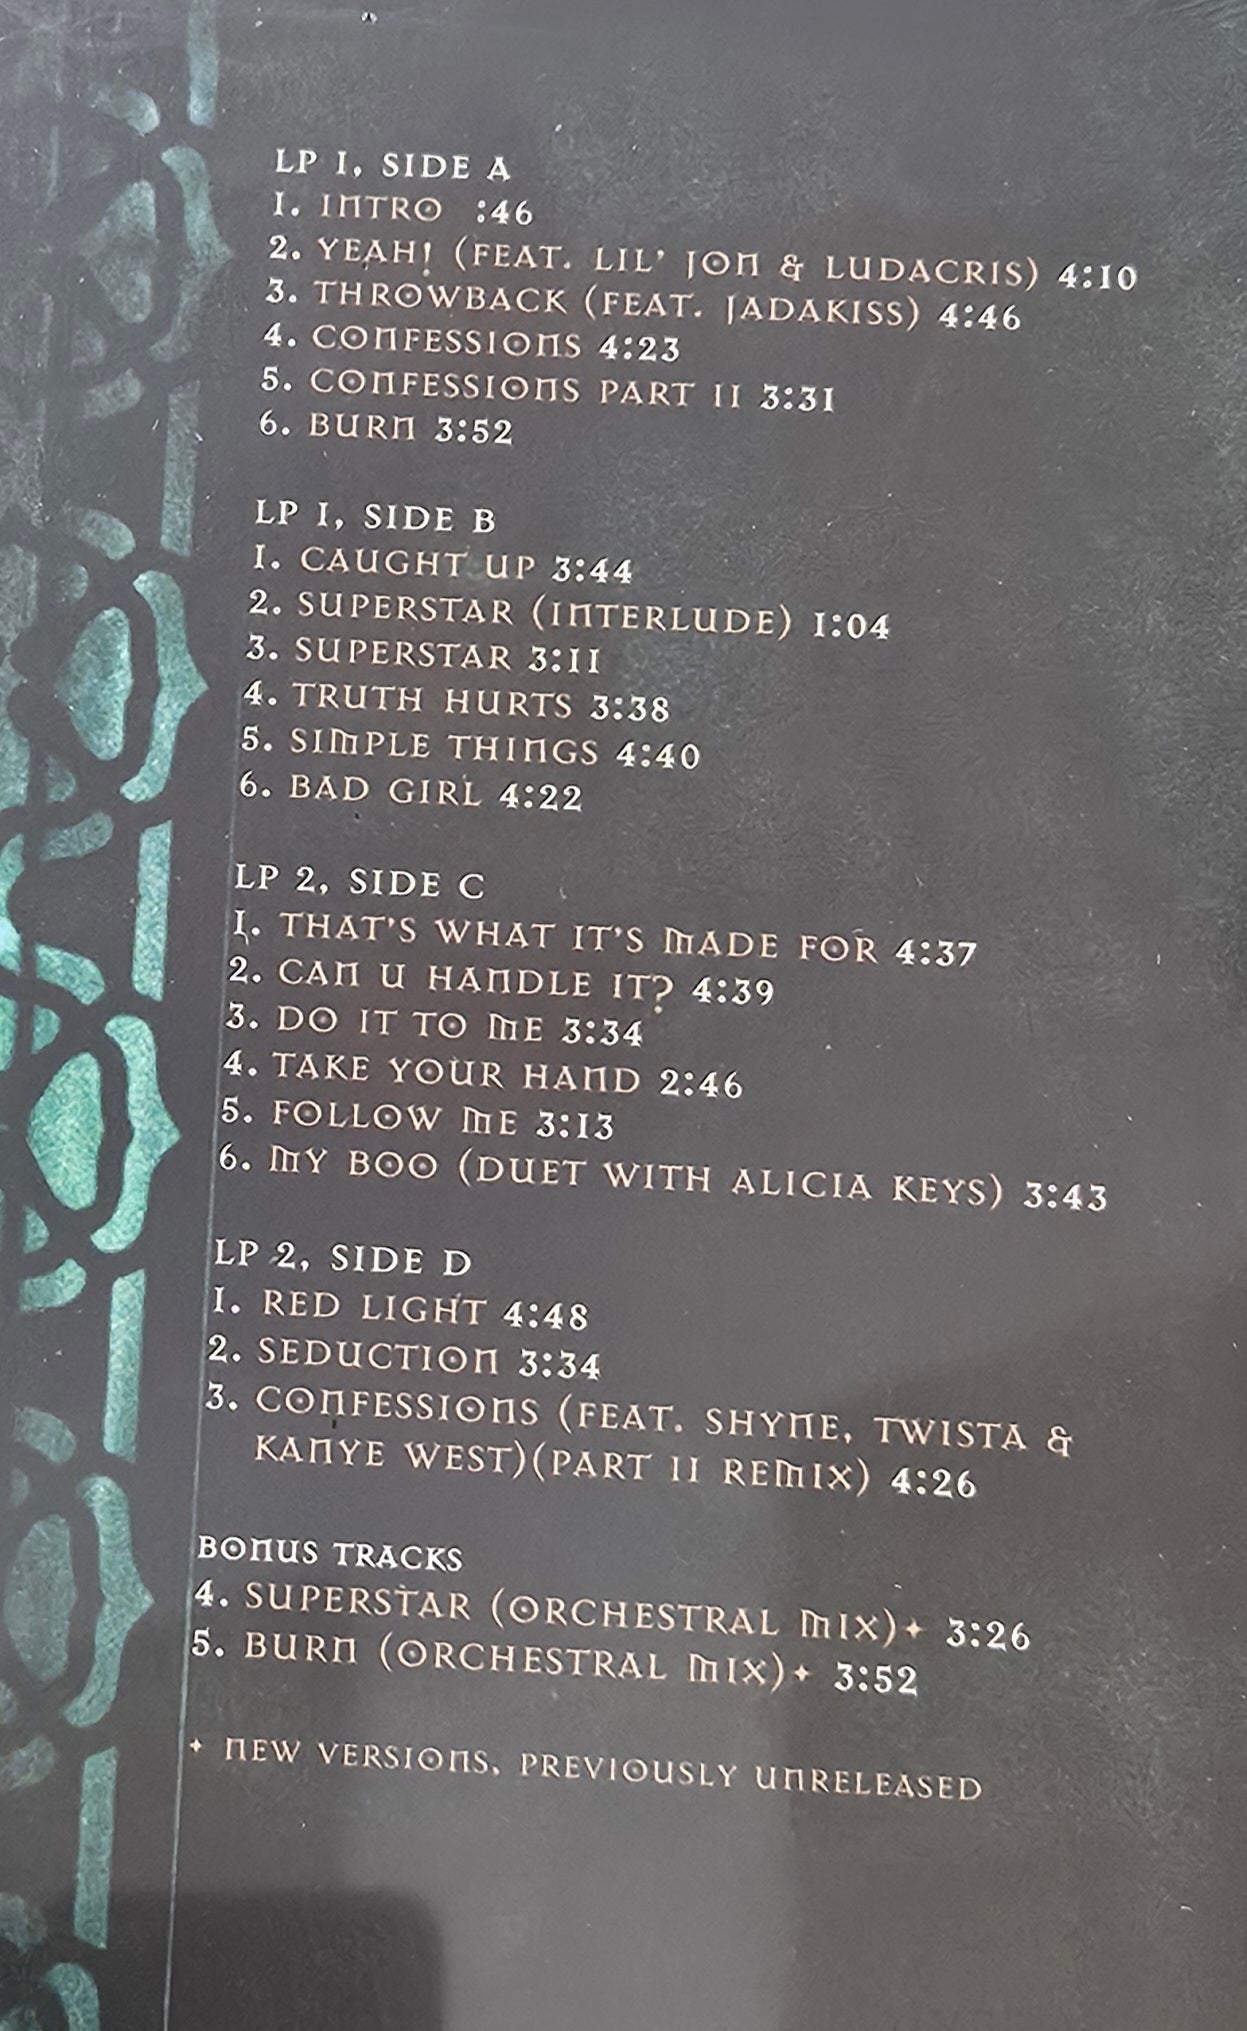 LP 1, SIDE A
1. INTRO :46
2. YEAH! (FEAT. LIL' JON & LUDACRIS) 4:10
3. THROWBACK (FEAT. JADAKISS) 4:46
4. CONFESSIONS 4:23
5. CONFESSIONS PART II 3:31
6. BURN 3:52
LP 1, SIDE B
1. CAUGHT UP 3:44
2. SUPERSTAR (INTERLUDE) 1:04
3. SUPERSTAR 3:11
4. TRUTH HURTS 3:38
5. SIMPLE THINGS 4:40
6. BAD GIRL 4:22
LP 2, SIDE C
1. THAT'S WHAT IT'S MADE FOR 4:37
2. CAN U HANDLE IT? 4:39
3. DO IT TO ME 3:34
4. TAKE YOUR HAND 2:46
5. FOLLOW ME 3:13
6. MY BOO (DUET WITH ALICIA KEYS) 3:43
LP 2, SIDE D
1. RED LIGHT 4:48
2. SEDUCTION 3:34
3. CONFESSIONS (FEAT. SHYNE, TWISTA &
KANYE WEST)(PART II REMIX) 4:26
BONUS TRACKS
4. SUPERSTAR (ORCHESTRAL MIX)✦ 3:26
5. BURN (ORCHESTRAL MIX)✦ 3:52
✦ NEW VERSIONS, PREVIOUSLY UNRELEASED